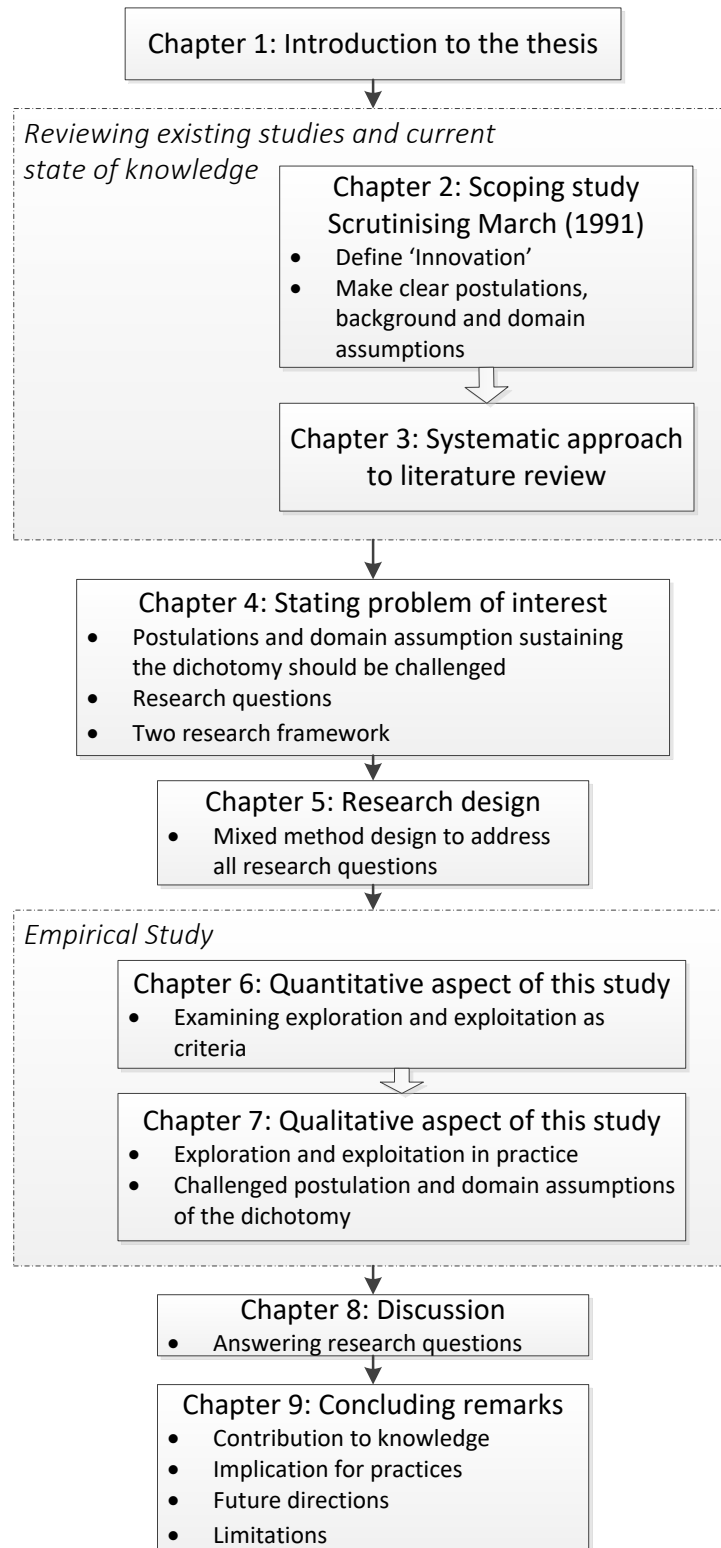 Chapter 1: Introduction to the thesis
Reviewing existing studies and current
state of knowledge
Chapter 2: Scoping study
Scrutinising March (1991)
• Define ‘Innovation’
• Make clear postulations,
background and domain
assumptions
Chapter 3: Systematic approach
to literature review
Chapter 4: Stating problem of interest
• Postulations and domain assumption sustaining
the dichotomy should be challenged
• Research questions
• Two research framework
Chapter 5: Research design
• Mixed method design to address
all research questions
Empirical Study
Chapter 6: Quantitative aspect of this study
• Examining exploration and exploitation as
criteria
Chapter 7: Qualitative aspect of this study
• Exploration and exploitation in practice
• Challenged postulation and domain assumptions
of the dichotomy
Chapter 8: Discussion
• Answering research questions
Chapter 9: Concluding remarks
• Contribution to knowledge
• Implication for practices
• Future directions
• Limitations